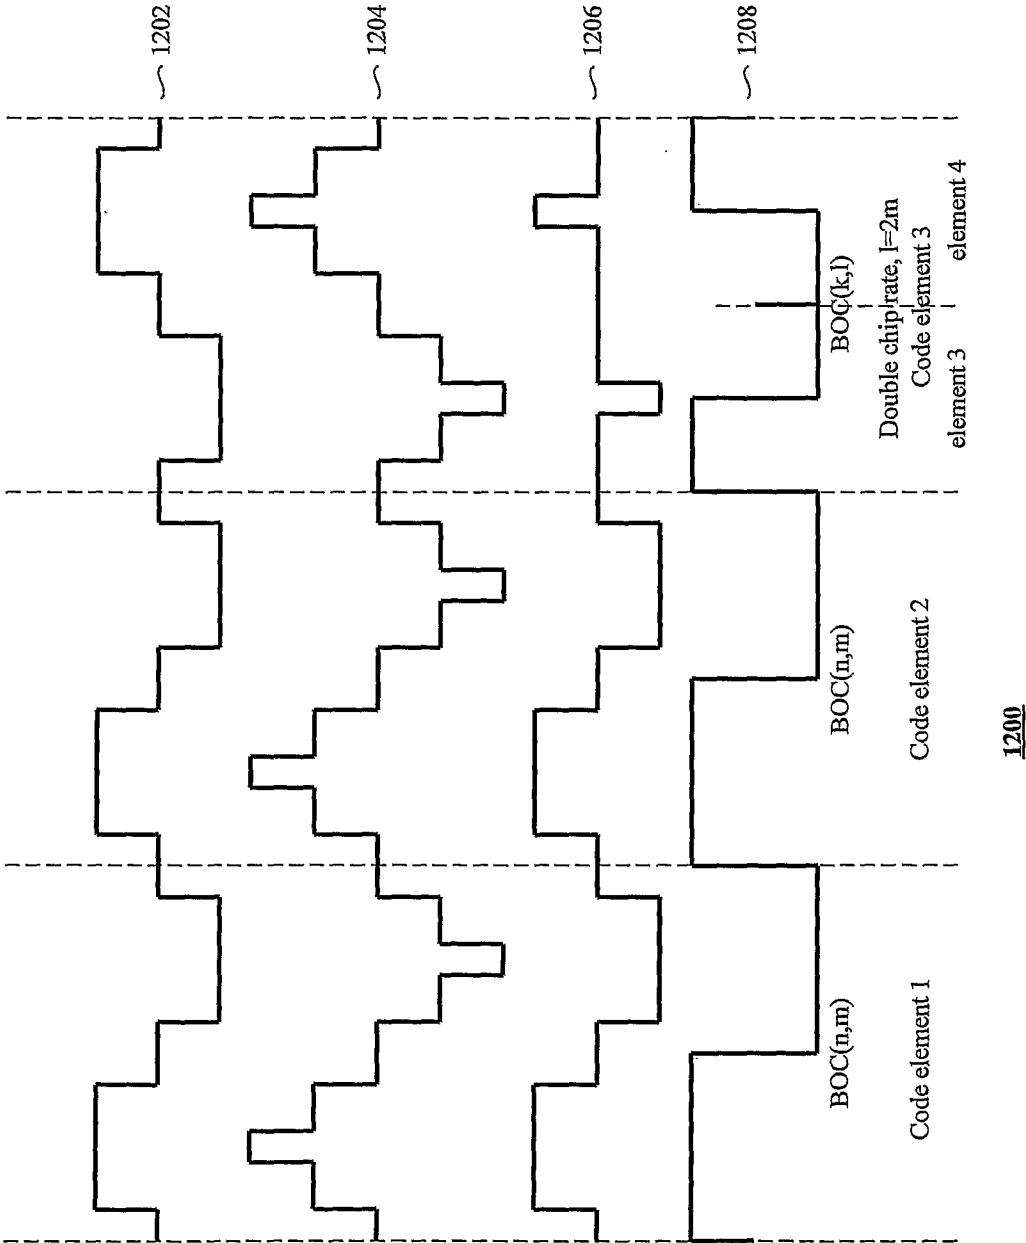 1202
1204
1206
1208
BOC(n,m)
BOC(n,m)
BOC(k,l)
Double chip rate, l=2m
Code element 1
Code element 2
Code element 3
element 3
element 4
1200